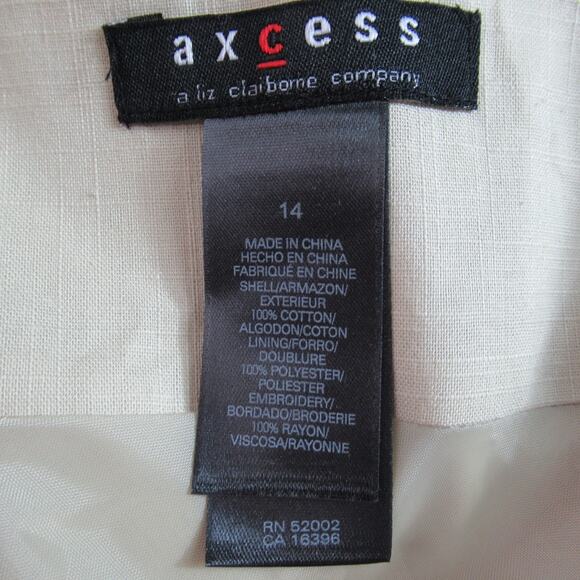 axcess
a liz claiborne company
14
MADE IN CHINA
HECHO EN CHINA
FABRIQUÉ EN CHINE
SHELL/ARMAZON/
EXTERIEUR
100% COTTON/
ALGODON/COTON
LINING/FORRO/
DOUBLURE
100% POLYESTER/
POLIESTER
EMBROIDERY/
BORDADO/BRODERIE
100% RAYON/
VISCOSA/RAYONNE
RN 52002
CA 16396